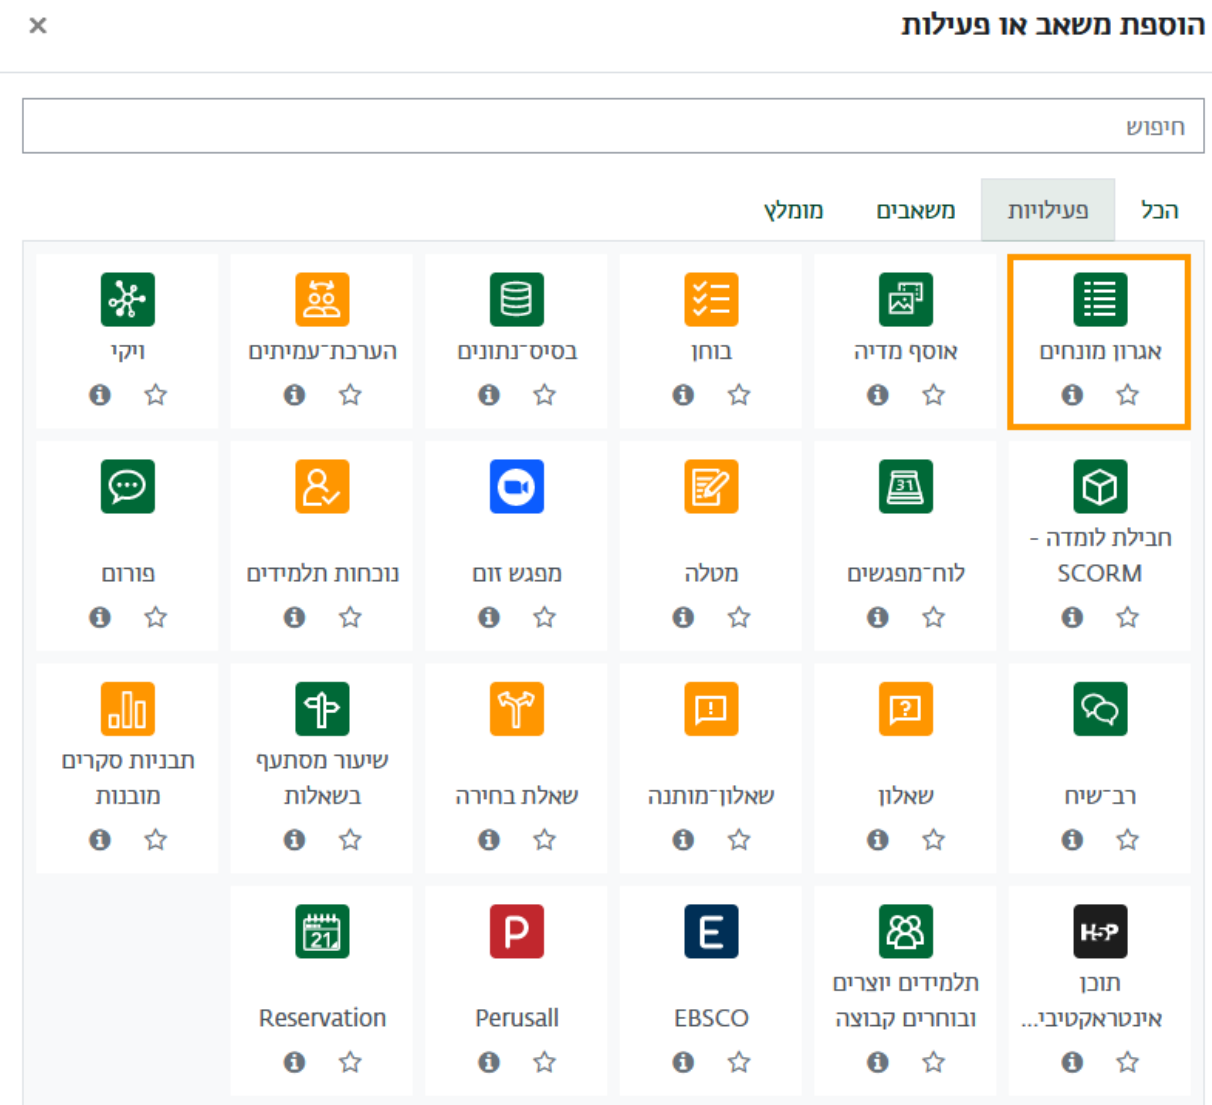 הוספת משאב או פעילות
חיפוש
הכל
פעילויות
משאבים
מומלץ
אגרון מונחים
אוסף מדיה
בוחן
בסיס־נתונים
הערכת־עמיתים
ויקי
חבילת לומדה -
SCORM
31
לוח־מפגשים
מטלה
מפגש זום
נוכחות תלמידים
פורום
רב־שיח
שאלון
שאלון־מותנה
שאלת בחירה
שיעור מסתעף
בשאלות
תבניות סקרים
מובנות
H5P
תוכן
אינטראקטיבי...
תלמידים יוצרים
ובוחרים קבוצה
E
EBSCO
P
Perusall
21
Reservation